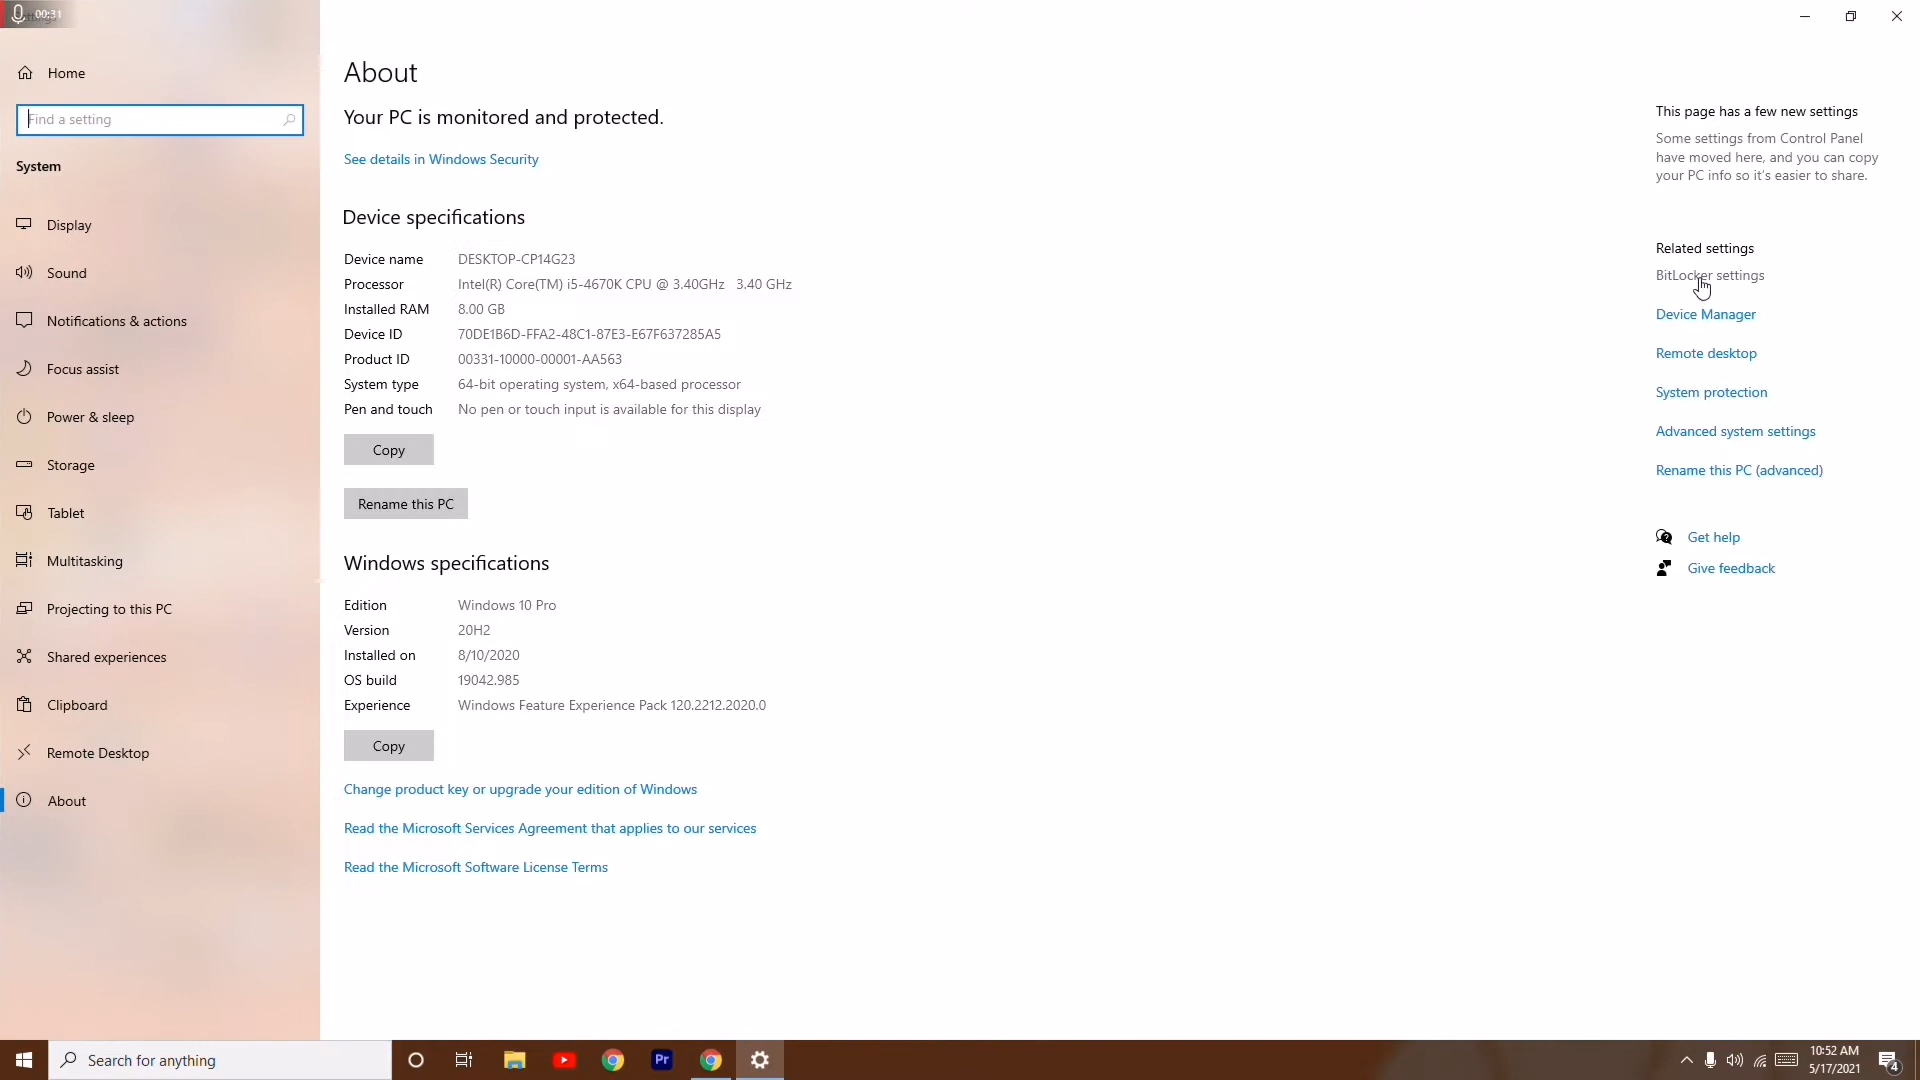 00:31
Home
Find a setting
System
Display
Sound
Notifications & actions
Focus assist
Power & sleep
Storage
Tablet
Multitasking
Projecting to this PC
Shared experiences
Clipboard
Remote Desktop
About
About
Your PC is monitored and protected.
See details in Windows Security
Device specifications
Device name DESKTOP-CP14G23
Processor Intel(R) Core(TM) i5-4670K CPU @ 3.40GHz 3.40 GHz
Installed RAM 8.00 GB
Device ID 70DE1B6D-FFA2-48C1-87E3-E67F637285A5
Product ID 00331-10000-00001-AA563
System type 64-bit operating system, x64-based processor
Pen and touch No pen or touch input is available for this display
Copy
Rename this PC
Windows specifications
Edition Windows 10 Pro
Version 20H2
Installed on 8/10/2020
OS build 19042.985
Experience Windows Feature Experience Pack 120.2212.2020.0
Copy
Change product key or upgrade your edition of Windows
Read the Microsoft Services Agreement that applies to our services
Read the Microsoft Software License Terms
This page has a few new settings
Some settings from Control Panel
have moved here, and you can copy
your PC info so it's easier to share.
Related settings
BitLocker settings
Device Manager
Remote desktop
System protection
Advanced system settings
Rename this PC (advanced)
Get help
Give feedback
Search for anything
Pr
10:52 AM
5/17/2021
4